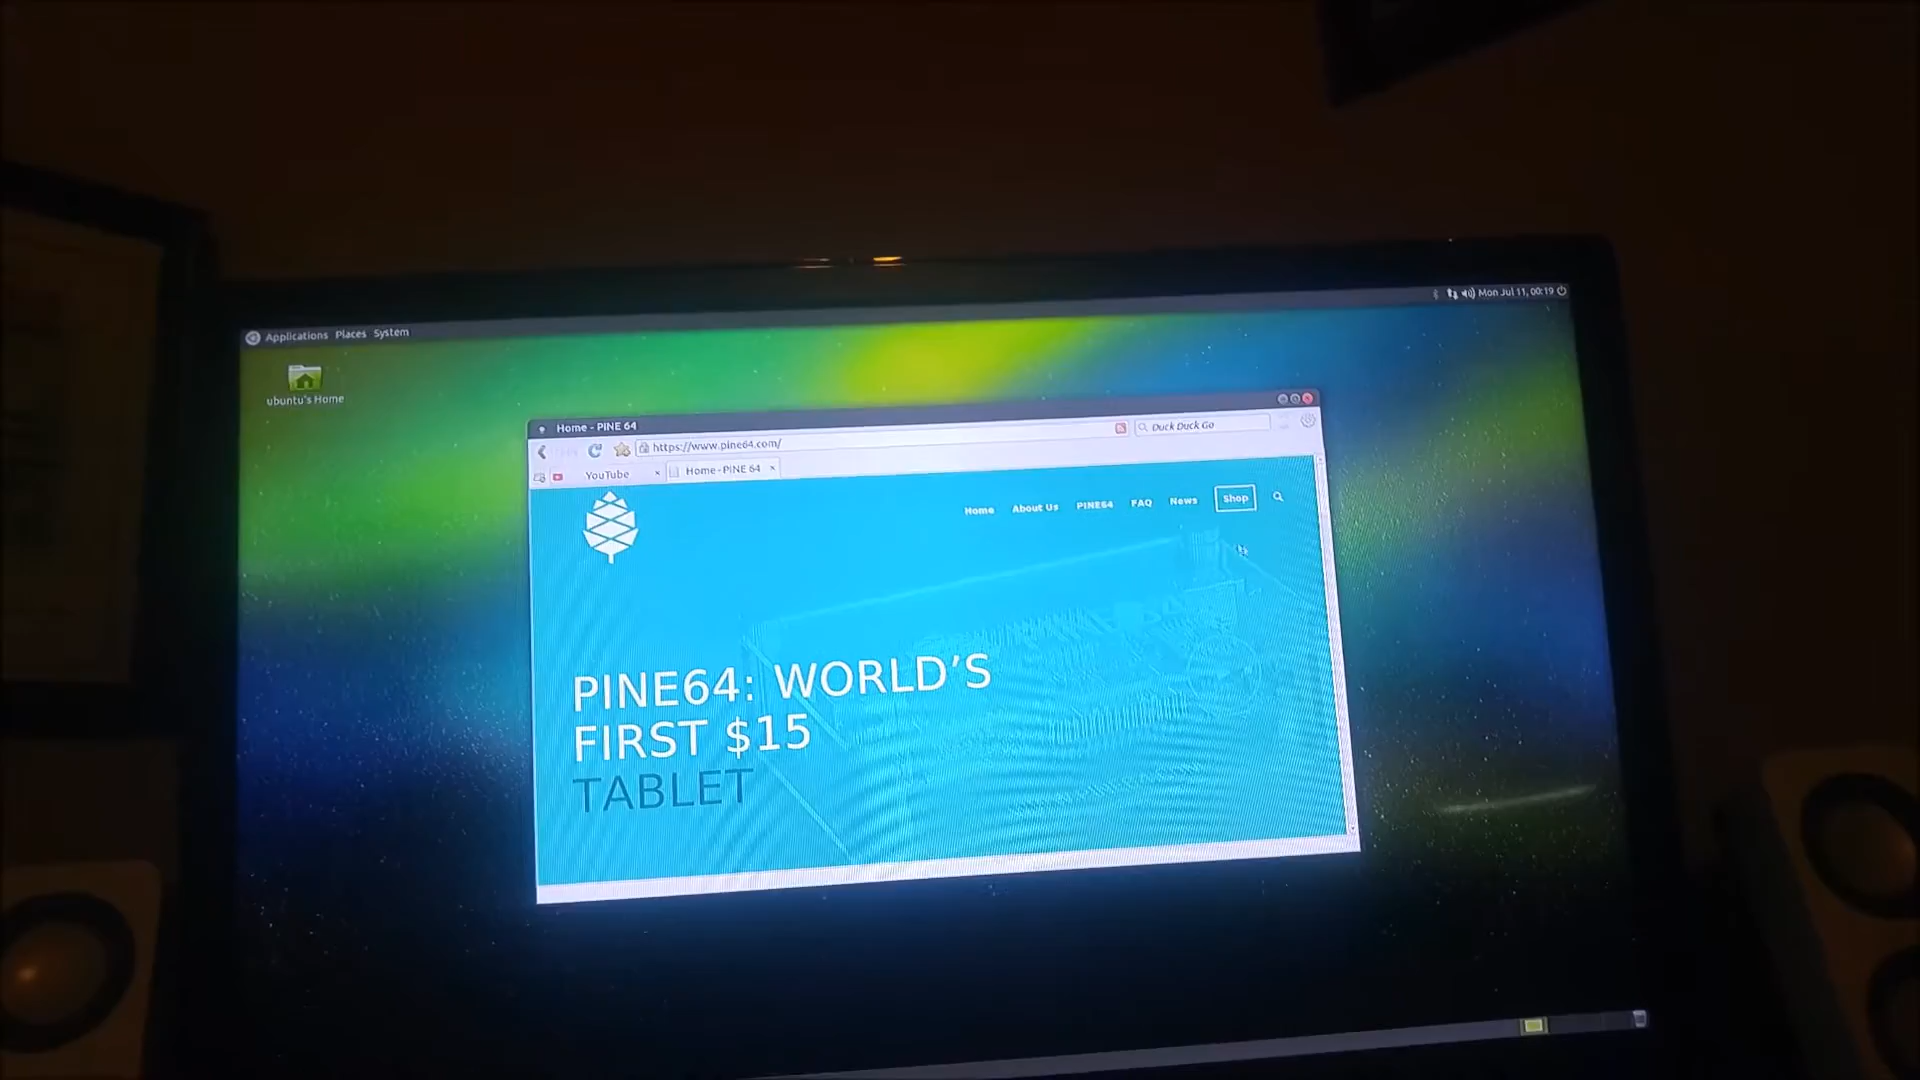 Applications Places System
Mon Jul 11, 00:19
ubuntu's Home
Home - PINE 64
https://www.pine64.com/
Duck Duck Go
YouTube
Home - PINE 64
Home About Us PINE64 FAQ News Shop
PINE64: WORLD'S
FIRST $15
TABLET